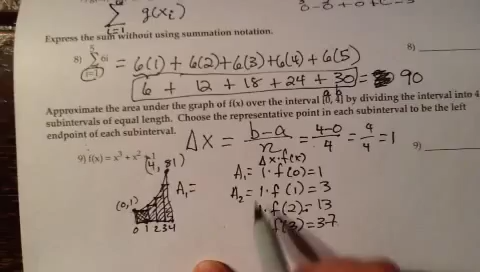 Σ g(xᵢ)
i=1
Express the sum without using summation notation.
8) Σ 6i = 6(1) + 6(2) + 6(3) + 6(4) + 6(5)
5
i=1
8)
6 + 12 + 18 + 24 + 30 = 90
Approximate the area under the graph of f(x) over the interval [0, 4] by dividing the interval into 4
a b
subintervals of equal length. Choose the representative point in each subinterval to be the left
endpoint of each subinterval.
Δx = b-a/n = 4-0/4 = 4/4 = 1
9)
9) f(x) = x³ + x²
(4, 81)
Δx · f(x)
A₁ = 1 · f(0) = 1
A₁ =
A₂ = 1 · f(1) = 3
(0,1)
· f(2) = 13
f(3) = 37
0 1 2 3 4